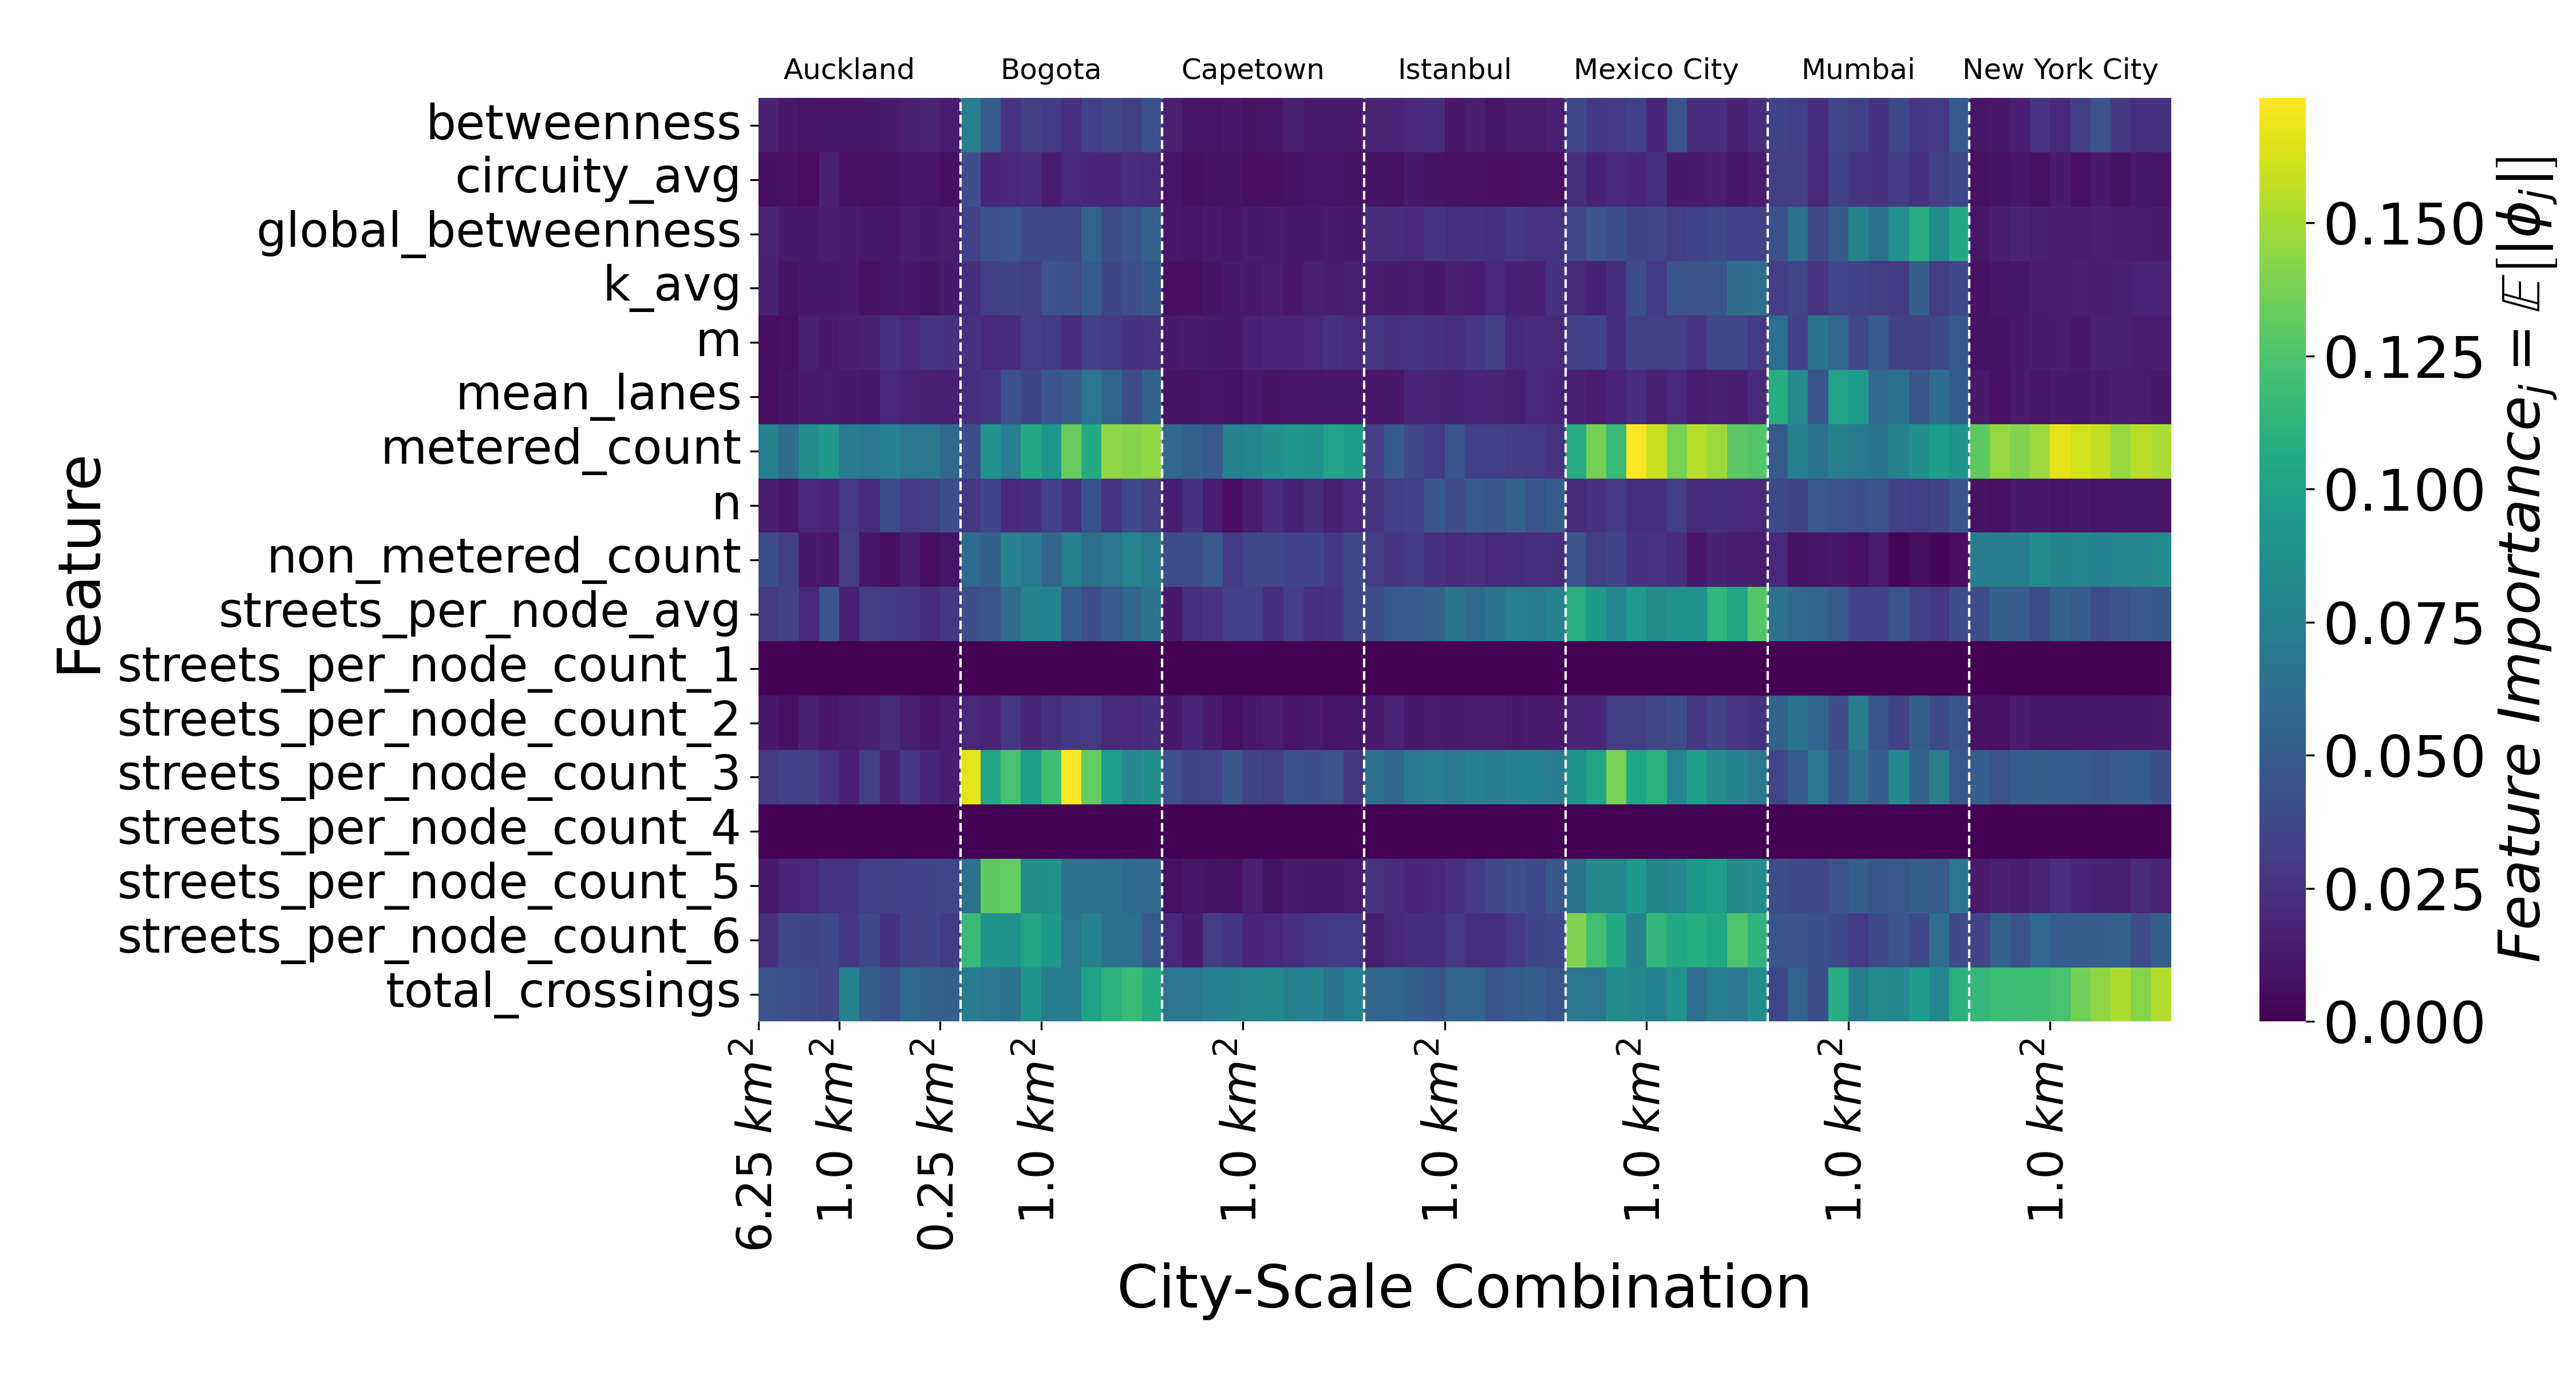 Auckland Bogota Capetown Istanbul Mexico City Mumbai New York City
betweenness
circuity_avg
global_betweenness
k_avg
m
mean_lanes
metered_count
n
non_metered_count
streets_per_node_avg
streets_per_node_count_1
streets_per_node_count_2
streets_per_node_count_3
streets_per_node_count_4
streets_per_node_count_5
streets_per_node_count_6
total_crossings
Feature
6.25 km²
1.0 km²
0.25 km²
1.0 km²
1.0 km²
1.0 km²
1.0 km²
1.0 km²
1.0 km²
City-Scale Combination
0.150
0.125
0.100
0.075
0.050
0.025
0.000
Feature Importance_j = 𝔼[||ϕ_j||]